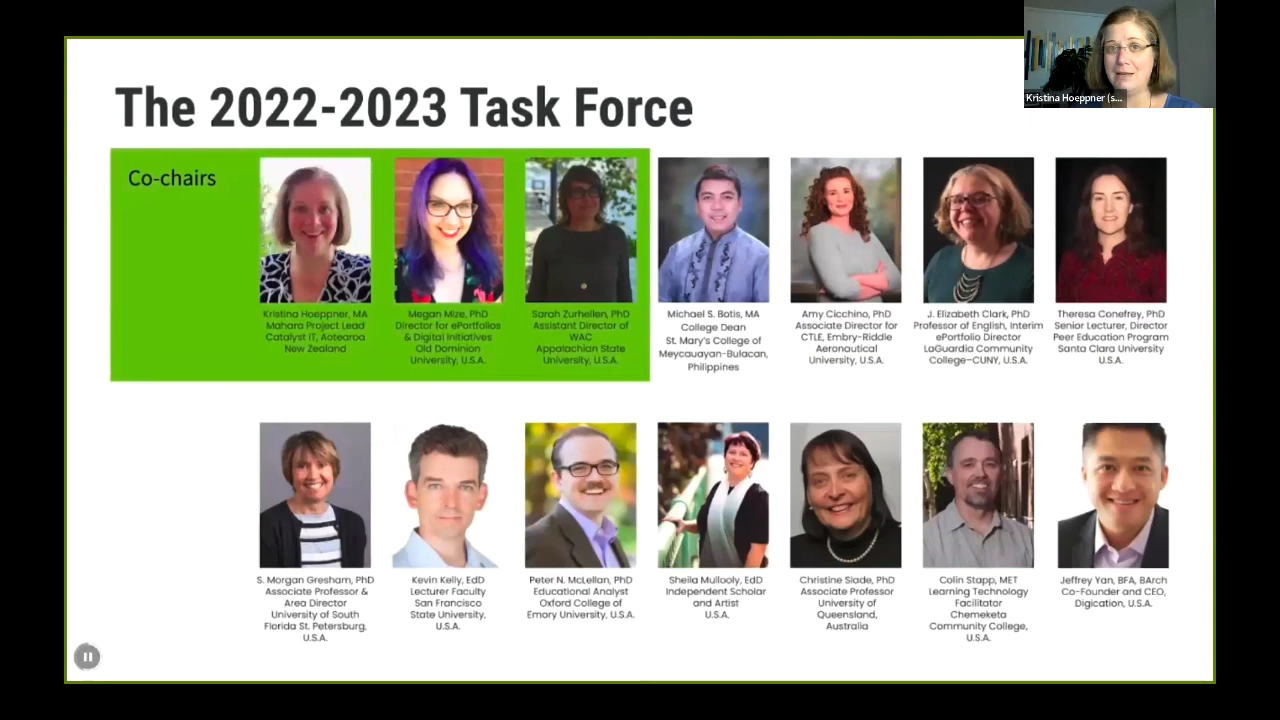 Kristina Hoeppner (s...
The 2022-2023 Task Force
Co-chairs
Kristina Hoeppner, MA
Mahara Project Lead
Catalyst IT, Aotearoa
New Zealand
Megan Mize, PhD
Director for ePortfolios
& Digital Initiatives
Old Dominion
University, U.S.A.
Sarah Zurhellen, PhD
Assistant Director of
WAC
Appalachian State
University, U.S.A.
Michael S. Botis, MA
College Dean
St. Mary's College of
Meycauayan-Bulacan,
Philippines
Amy Cicchino, PhD
Associate Director for
CTLE, Embry-Riddle
Aeronautical
University, U.S.A.
J. Elizabeth Clark, PhD
Professor of English, Interim
ePortfolio Director
LaGuardia Community
College–CUNY, U.S.A.
Theresa Conefrey, PhD
Senior Lecturer, Director
Peer Education Program
Santa Clara University
U.S.A.
S. Morgan Gresham, PhD
Associate Professor &
Area Director
University of South
Florida St. Petersburg,
U.S.A.
Kevin Kelly, EdD
Lecturer Faculty
San Francisco
State University,
U.S.A.
Peter N. McLellan, PhD
Educational Analyst
Oxford College of
Emory University, U.S.A.
Sheila Mullooly, EdD
Independent Scholar
and Artist
U.S.A.
Christine Slade, PhD
Associate Professor
University of
Queensland,
Australia
Colin Stapp, MET
Learning Technology
Facilitator
Chemeketa
Community College,
U.S.A.
Jeffrey Yan, BFA, BArch
Co-Founder and CEO,
Digication, U.S.A.